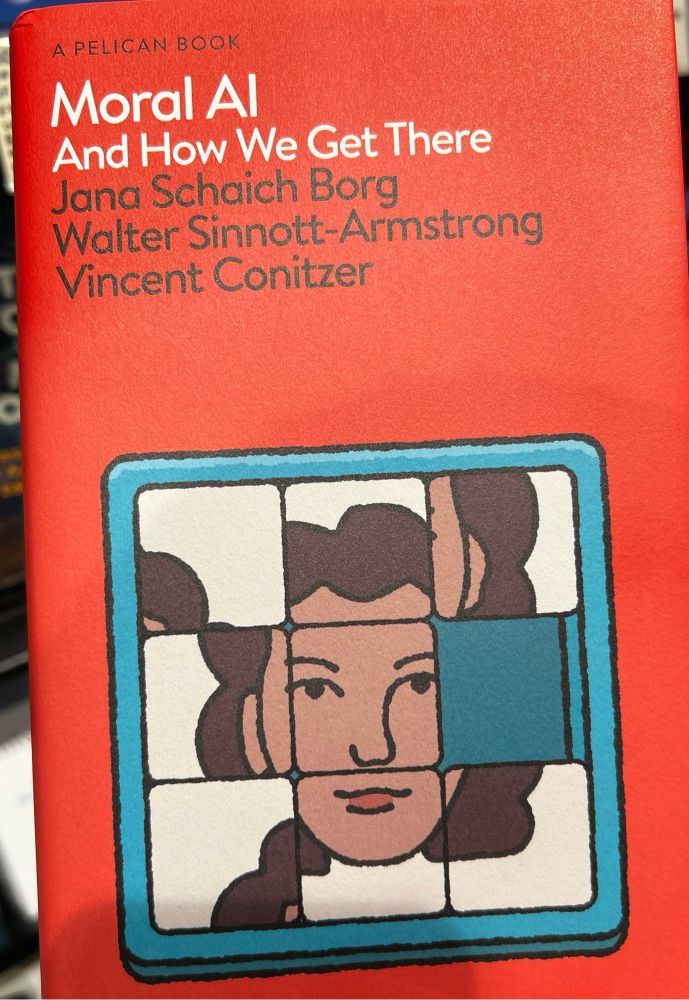 A PELICAN BOOK
Moral AI
And How We Get There
Jana Schaich Borg
Walter Sinnott-Armstrong
Vincent Conitzer